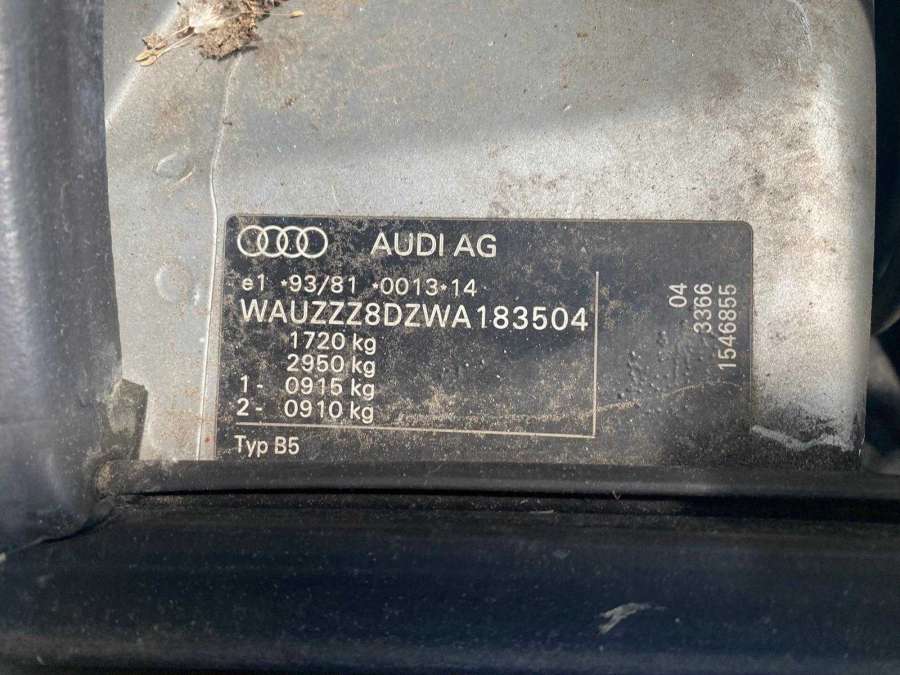 AUDI AG
e1 *93/81 *0013*14
WAUZZZ8DZWA183504
1720 kg
2950 kg
1- 0915 kg
2- 0910 kg
Typ B5
04
3366
1546855